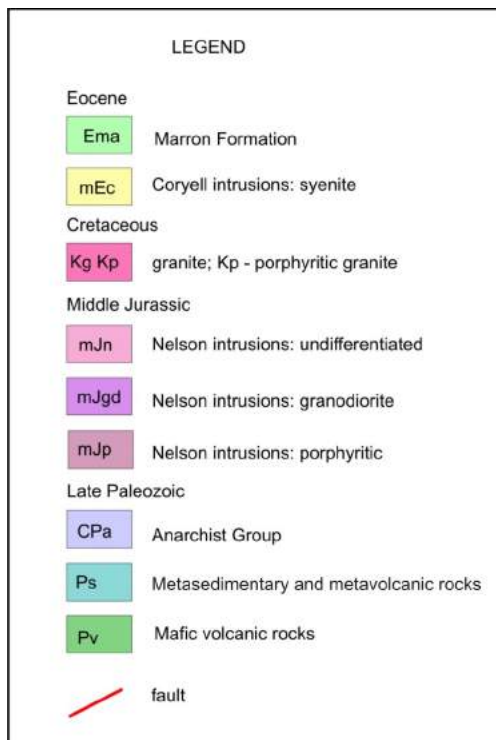 LEGEND
Eocene
Ema Marron Formation
mEc Coryell intrusions: syenite
Cretaceous
Kg Kp granite; Kp - porphyritic granite
Middle Jurassic
mJn Nelson intrusions: undifferentiated
mJgd Nelson intrusions: granodiorite
mJp Nelson intrusions: porphyritic
Late Paleozoic
CPa Anarchist Group
Ps Metasedimentary and metavolcanic rocks
Pv Mafic volcanic rocks
fault